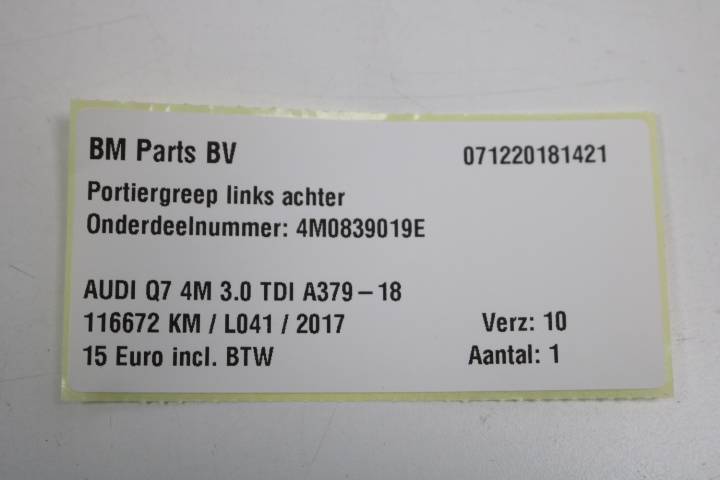 BM Parts BV 071220181421
Portiergreep links achter
Onderdeelnummer: 4M0839019E
AUDI Q7 4M 3.0 TDI A379-18
116672 KM / L041 / 2017 Verz: 10
15 Euro incl. BTW Aantal: 1